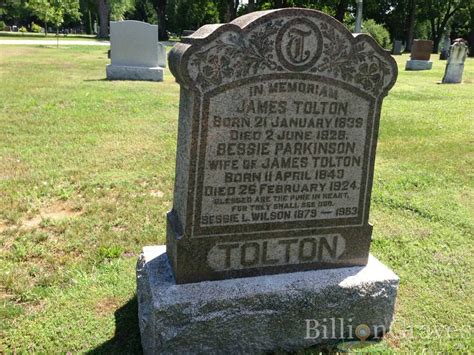 T
IN MEMORIAM
JAMES TOLTON
BORN 21 JANUARY 1838
DIED 2 JUNE 1928.
BESSIE PARKINSON
WIFE OF JAMES TOLTON
BORN 11 APRIL 1843
DIED 26 FEBRUARY 1924.
BLESSED ARE THE PURE IN HEART,
FOR THEY SHALL SEE GOD.
BESSIE L. WILSON 1879 – 1963
TOLTON
BillionGraves